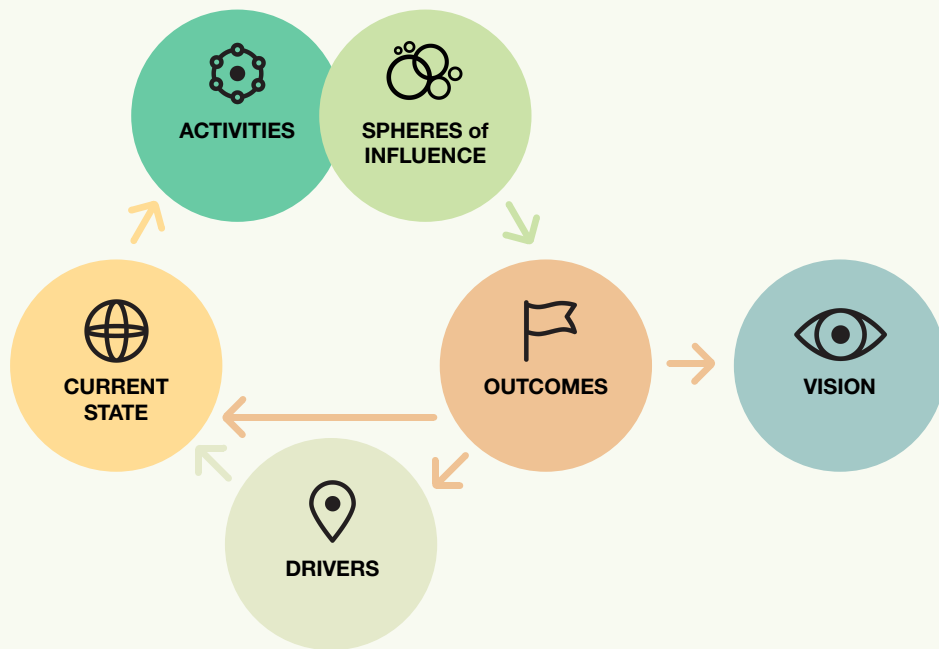 ACTIVITIES
SPHERES of
INFLUENCE
CURRENT
STATE
OUTCOMES
VISION
DRIVERS